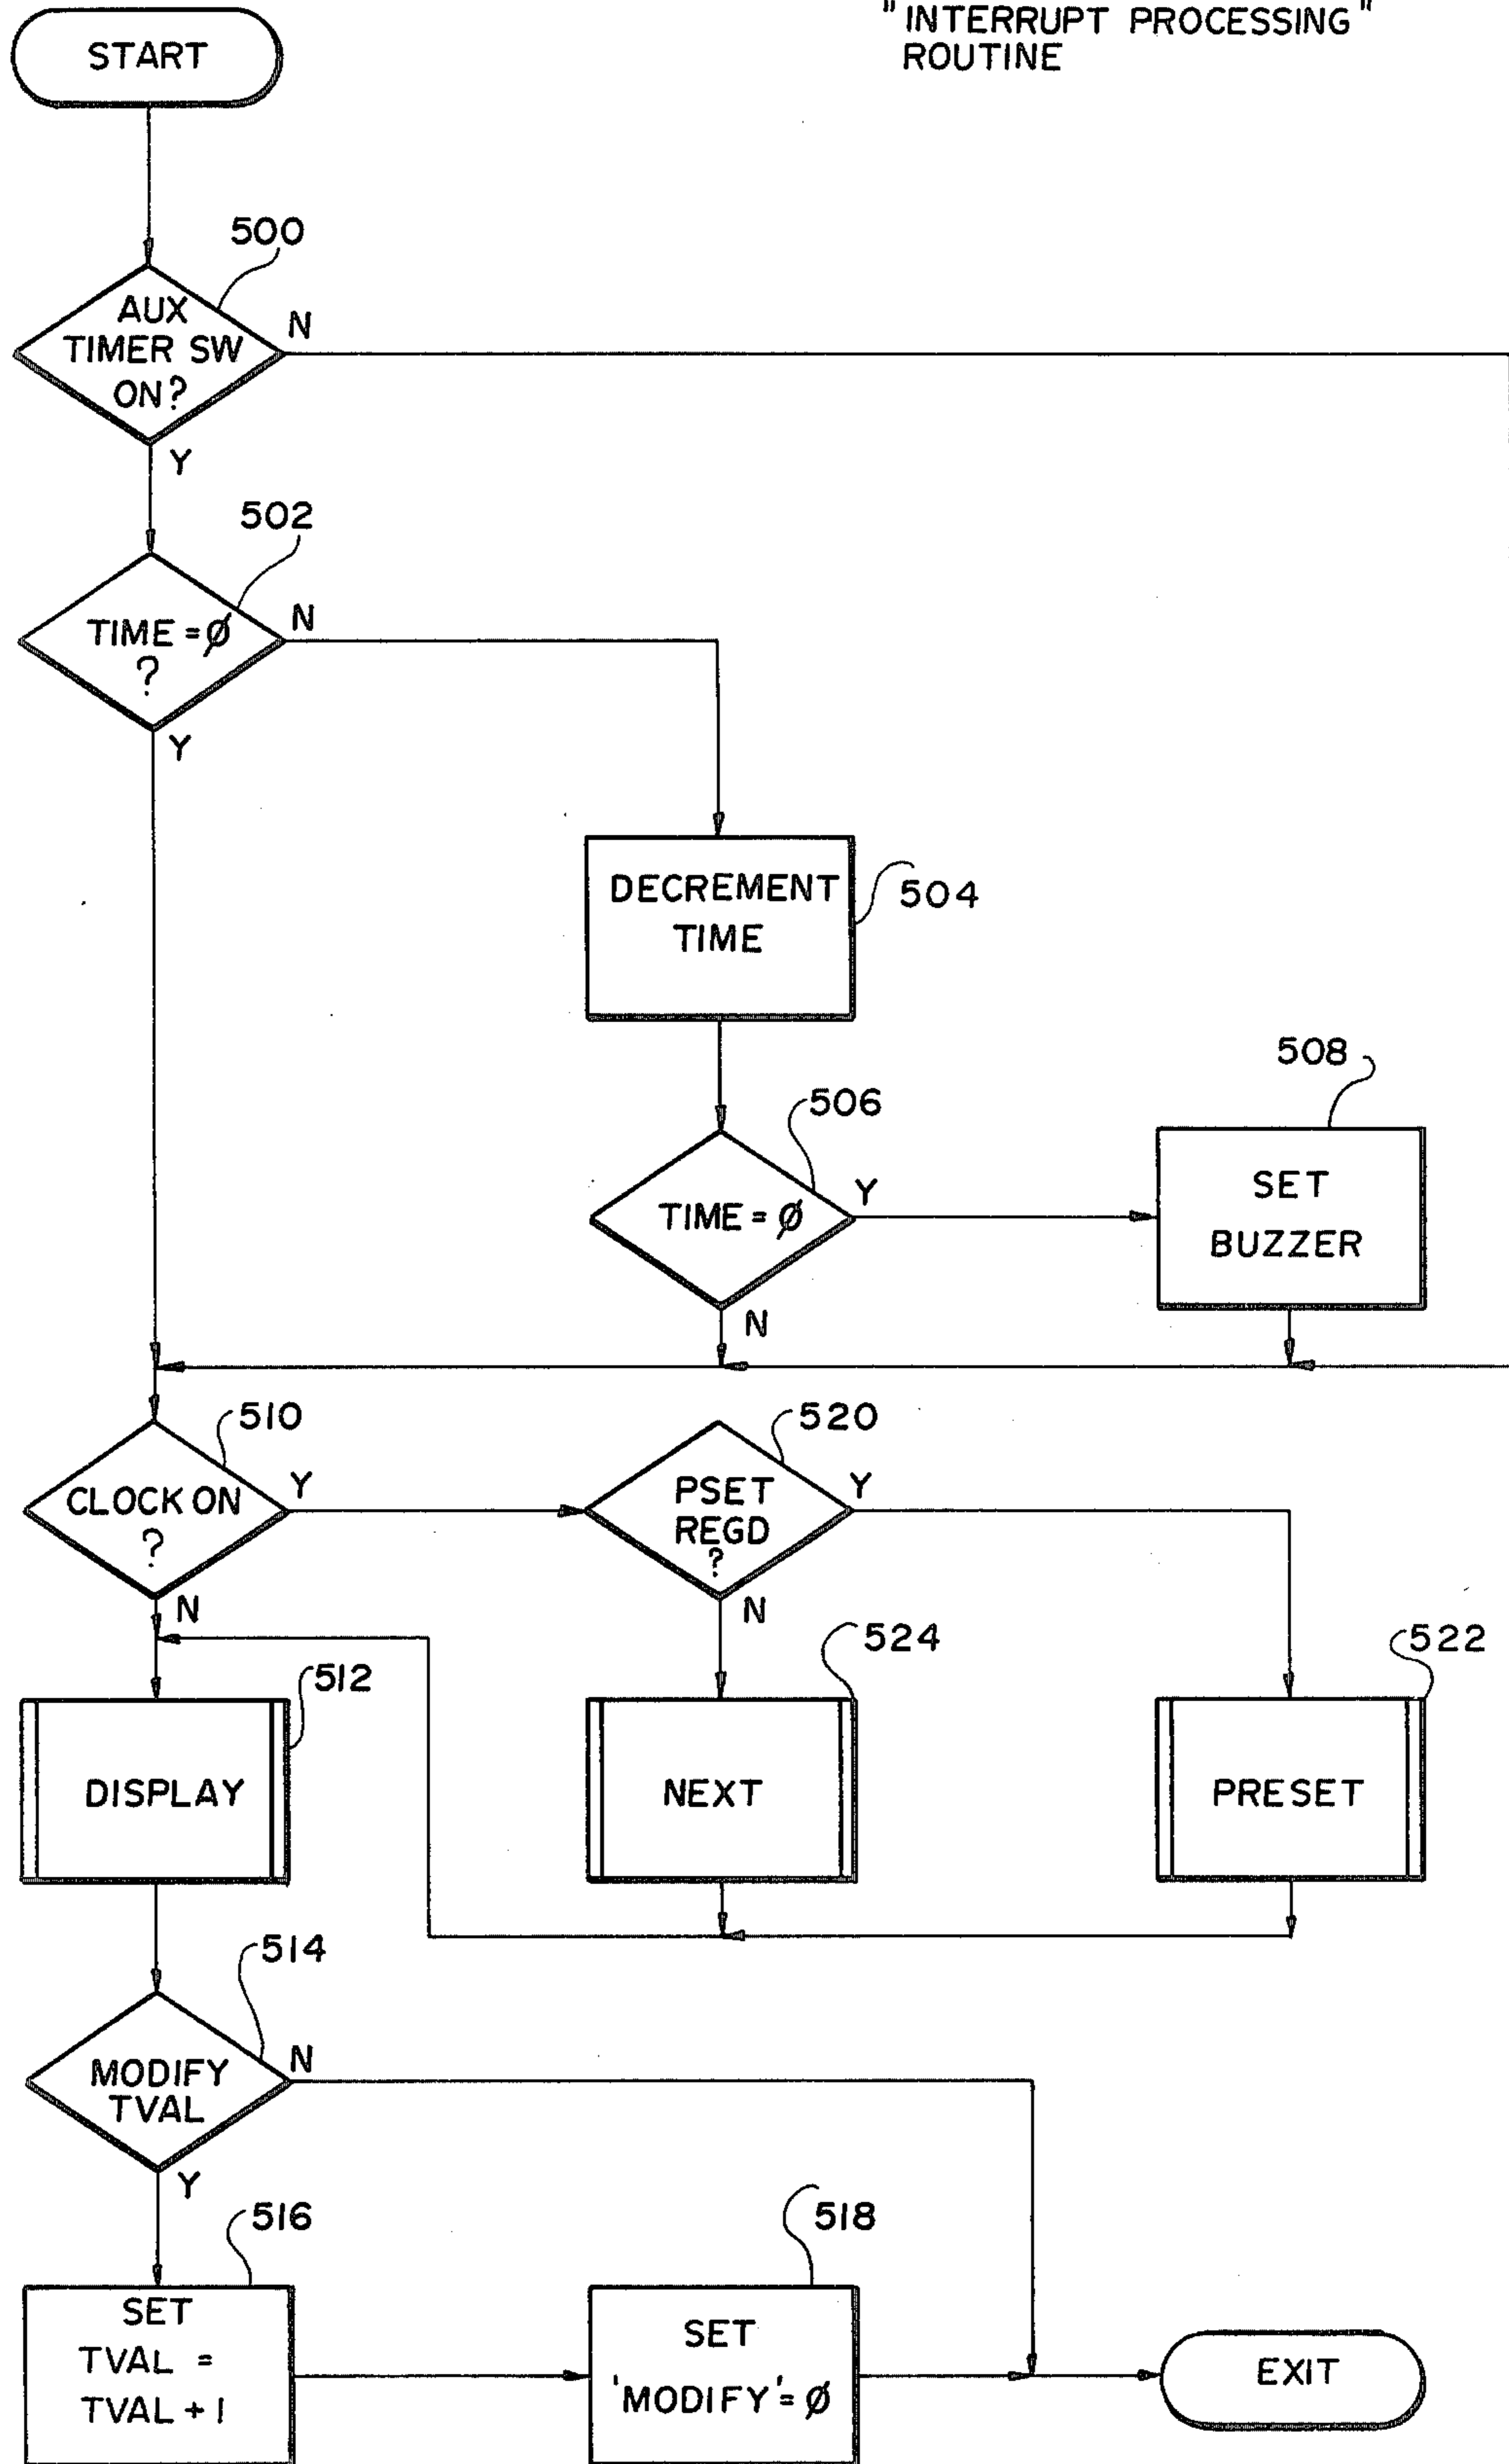 "INTERRUPT PROCESSING"
ROUTINE
START
500
AUX
TIMER SW
ON?
N
Y
502
TIME = Ø
?
N
Y
DECREMENT
TIME
504
506
TIME = Ø
Y
N
508
SET
BUZZER
510
CLOCK ON
?
Y
N
520
PSET
REGD
?
Y
N
512
DISPLAY
524
NEXT
522
PRESET
514
MODIFY
TVAL
N
Y
516
SET
TVAL =
TVAL + 1
518
SET
'MODIFY' = Ø
EXIT